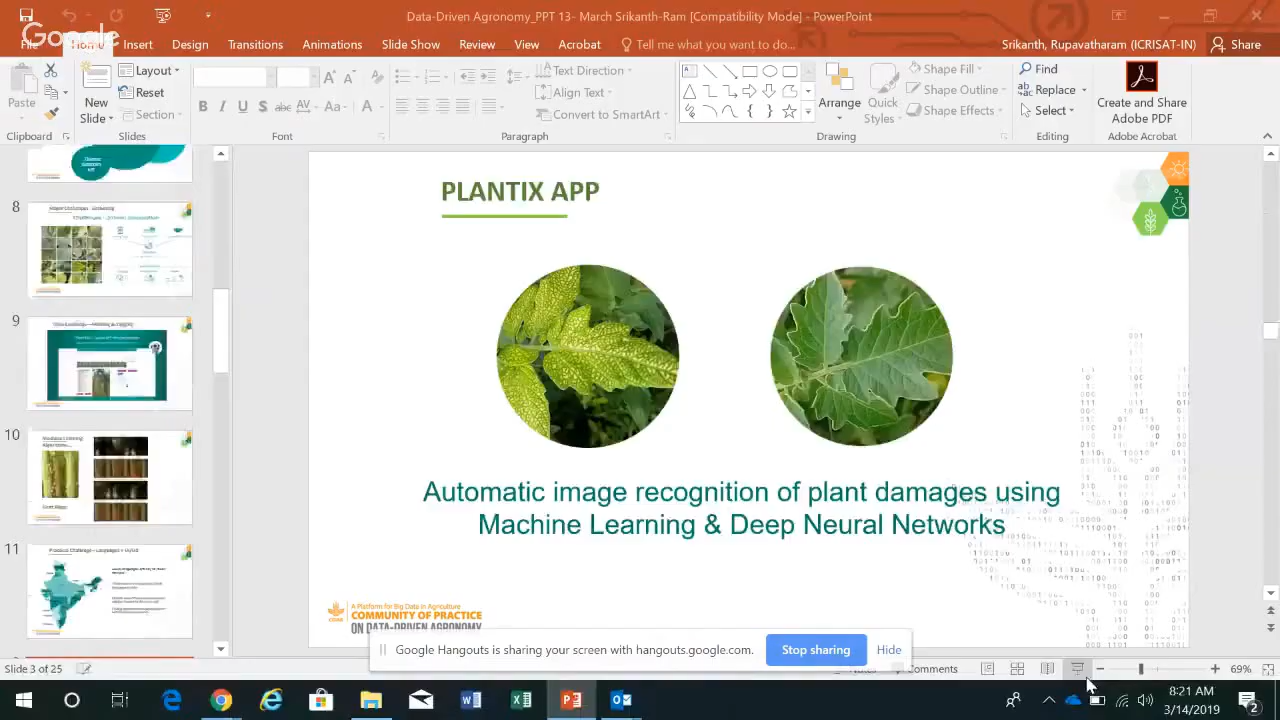 Data-Driven Agronomy_PPT 13- March Srikanth-Ram [Compatibility Mode] - PowerPoint
Google
File Home Insert Design Transitions Animations Slide Show Review View Acrobat Tell me what you want to do... Srikanth, Rupavatharam (ICRISAT-IN) Share
Paste
New
Slide
Layout
Reset
Section
B I U S abc AV Aa A
Text Direction
Align Text
Convert to SmartArt
Arrange
Quick
Styles
Shape Fill
Shape Outline
Shape Effects
Find
Replace
Select
Create and Share
Adobe PDF
Clipboard Slides Font Paragraph Drawing Editing Adobe Acrobat
8
9
10
11
PLANTIX APP
Automatic image recognition of plant damages using
Machine Learning & Deep Neural Networks
A Platform for Big Data in Agriculture
COMMUNITY OF PRACTICE
ON DATA-DRIVEN AGRONOMY
Google Hangouts is sharing your screen with hangouts.google.com. Stop sharing Hide
Slide 3 of 25
69%
8:21 AM
3/14/2019